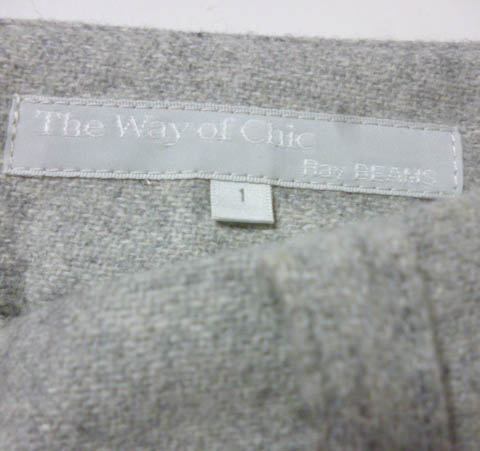 The Way of Chic
Ray BEAMS
1